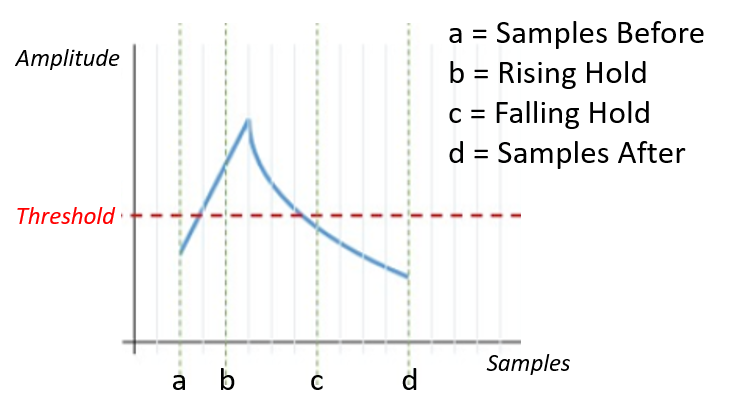 a = Samples Before
Amplitude
b = Rising Hold
c = Falling Hold
d = Samples After
Threshold
Samples
a b c d